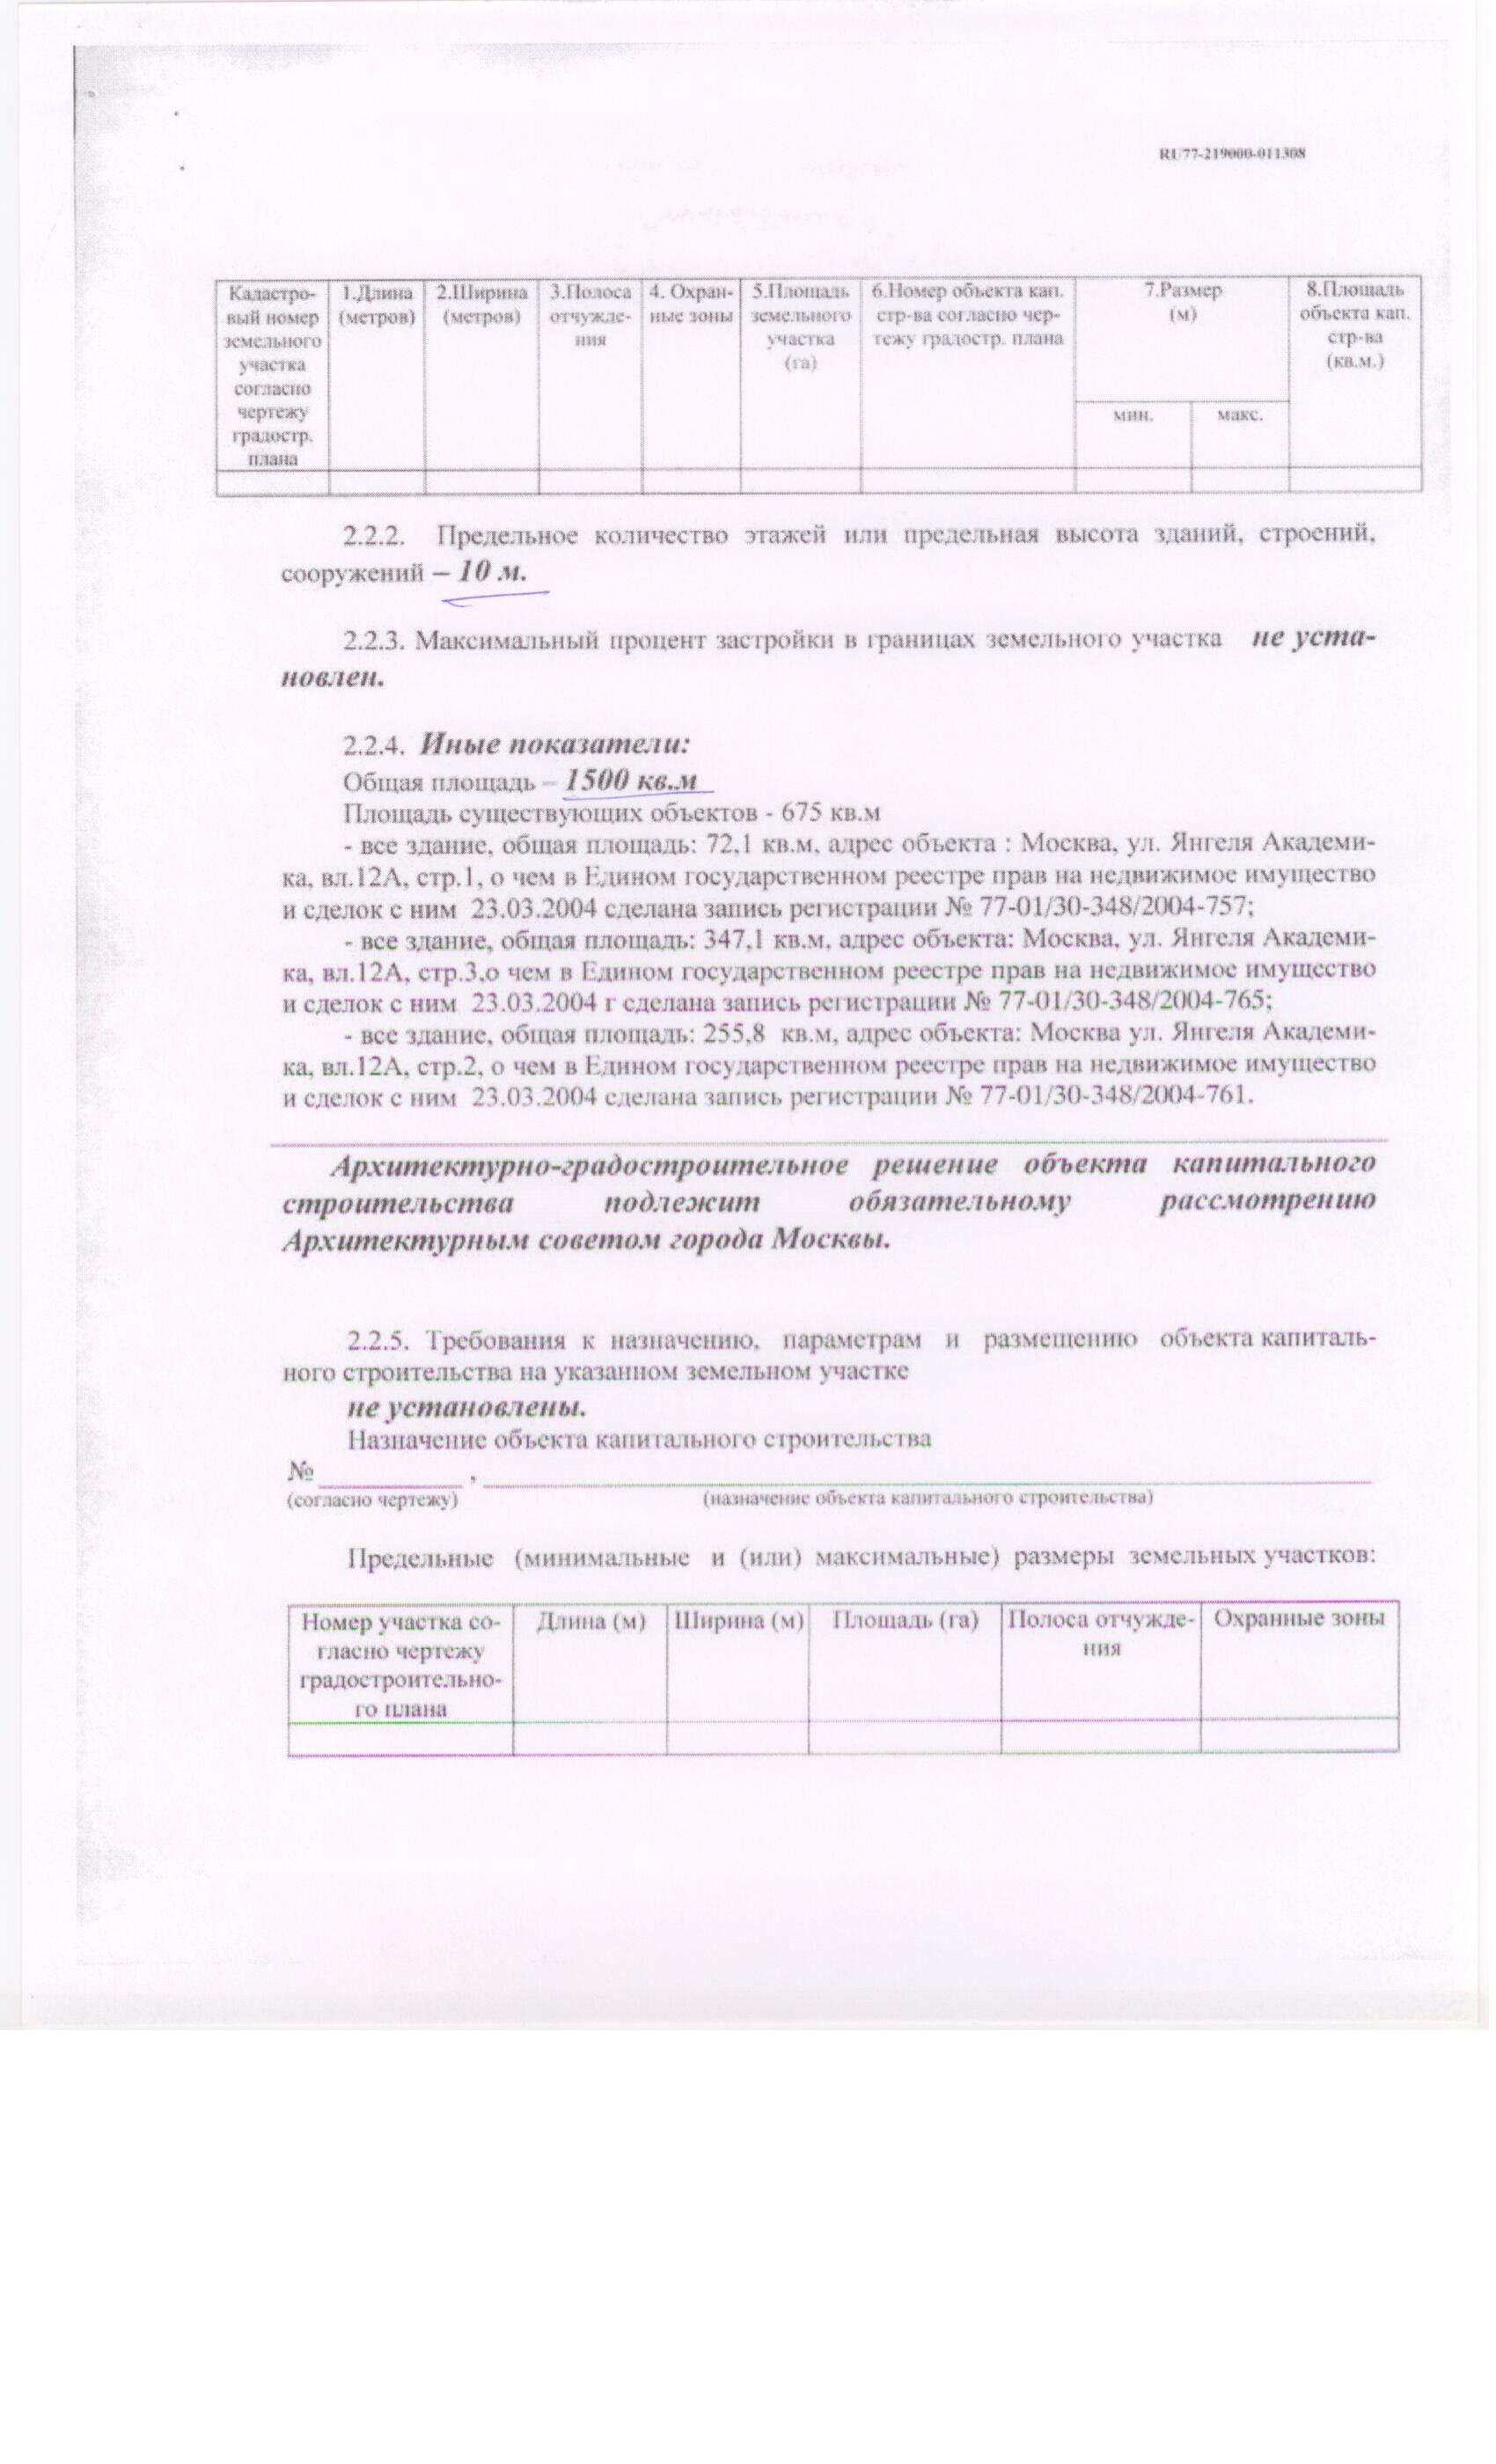 RU77-219000-011308
Кадастро-
вый номер
земельного
участка
согласно
чертежу
градостр.
плана
1.Длина
(метров)
2.Ширина
(метров)
3.Полоса
отчужде-
ния
4. Охран-
ные зоны
5.Площадь
земельного
участка
(га)
6.Номер объекта кап.
стр-ва согласно чер-
тежу градостр. плана
7.Размер
(м)
мин.
макс.
8.Площадь
объекта кап.
стр-ва
(кв.м.)
2.2.2. Предельное количество этажей или предельная высота зданий, строений,
сооружений – 10 м.
2.2.3. Максимальный процент застройки в границах земельного участка не уста-
новлен.
2.2.4. Иные показатели:
Общая площадь – 1500 кв.м
Площадь существующих объектов - 675 кв.м
- все здание, общая площадь: 72,1 кв.м, адрес объекта : Москва, ул. Янгеля Академи-
ка, вл.12А, стр.1, о чем в Едином государственном реестре прав на недвижимое имущество
и сделок с ним 23.03.2004 сделана запись регистрации № 77-01/30-348/2004-757;
- все здание, общая площадь: 347,1 кв.м, адрес объекта: Москва, ул. Янгеля Академи-
ка, вл.12А, стр.3,о чем в Едином государственном реестре прав на недвижимое имущество
и сделок с ним 23.03.2004 г сделана запись регистрации № 77-01/30-348/2004-765;
- все здание, общая площадь: 255,8 кв.м, адрес объекта: Москва ул. Янгеля Академи-
ка, вл.12А, стр.2, о чем в Едином государственном реестре прав на недвижимое имущество
и сделок с ним 23.03.2004 сделана запись регистрации № 77-01/30-348/2004-761.
Архитектурно-градостроительное решение объекта капитального
строительства подлежит обязательному рассмотрению
Архитектурным советом города Москвы.
2.2.5. Требования к назначению, параметрам и размещению объекта капиталь-
ного строительства на указанном земельном участке
не установлены.
Назначение объекта капитального строительства
№ __________ , ______________________________
(согласно чертежу) (назначение объекта капитального строительства)
Предельные (минимальные и (или) максимальные) размеры земельных участков:
Номер участка со-
гласно чертежу
градостроительно-
го плана
Длина (м)
Ширина (м)
Площадь (га)
Полоса отчужде-
ния
Охранные зоны